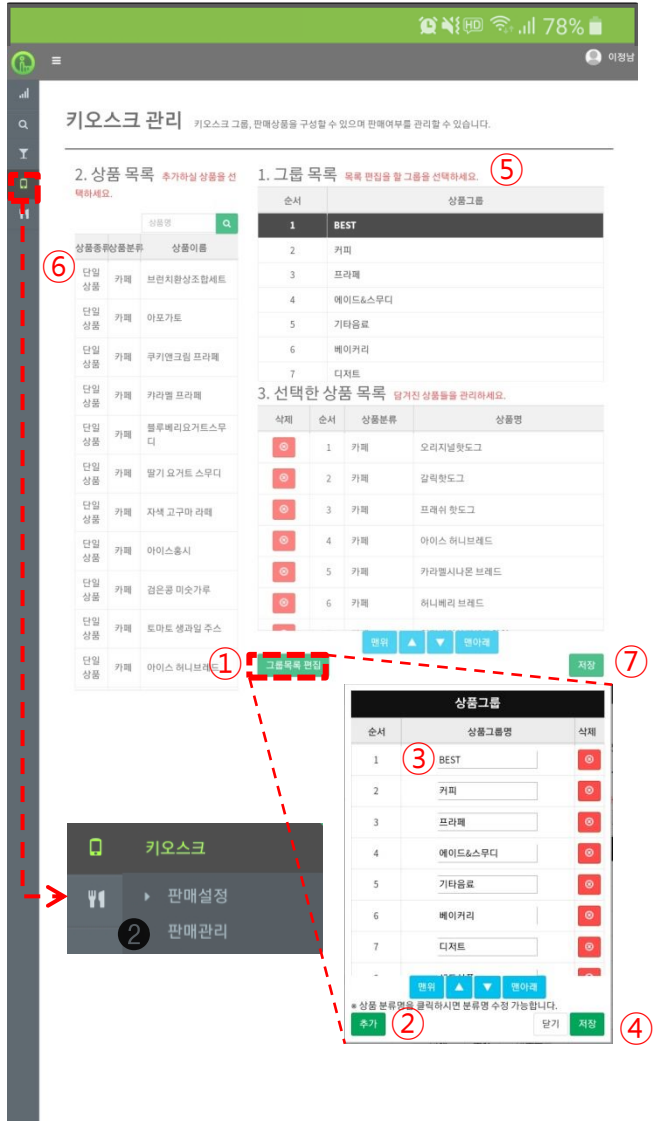 HD 78%
이정남
키오스크 관리 키오스크 그룹, 판매상품을 구성할 수 있으며 판매여부를 관리할 수 있습니다.
2. 상품 목록 추가하실 상품을 선
택하세요.
상품명
상품종류 상품분류 상품이름
⑥
단일
상품 카페 브런치환상조합세트
단일
상품 카페 아포가토
단일
상품 카페 쿠키앤크림 프라페
단일
상품 카페 카라멜 프라페
단일
상품 카페 블루베리요거트스무
디
단일
상품 카페 딸기 요거트 스무디
단일
상품 카페 자색 고구마 라떼
단일
상품 카페 아이스홍시
단일
상품 카페 검은콩 미숫가루
단일
상품 카페 토마토 생과일 주스
단일
상품 카페 아이스 허니브레드
1. 그룹 목록 목록 편집을 할 그룹을 선택하세요. ⑤
순서 상품그룹
1 BEST
2 커피
3 프라페
4 에이드&스무디
5 기타음료
6 베이커리
7 디저트
3. 선택한 상품 목록 담겨진 상품들을 관리하세요.
삭제 순서 상품분류 상품명
1 카페 오리지널핫도그
2 카페 갈릭핫도그
3 카페 프래쉬 핫도그
4 카페 아이스 허니브레드
5 카페 카라멜시나몬 브레드
6 카페 허니베리 브레드
맨위 ▲ ▼ 맨아래
① 그룹목록 편집 저장 ⑦
상품그룹
순서 상품그룹명 삭제
1 ③ BEST
2 커피
3 프라페
4 에이드&스무디
5 기타음료
6 베이커리
7 디저트
맨위 ▲ ▼ 맨아래
※ 상품 분류명을 클릭하시면 분류명 수정 가능합니다.
추가 ② 닫기 저장 ④
키오스크
판매설정
❷ 판매관리